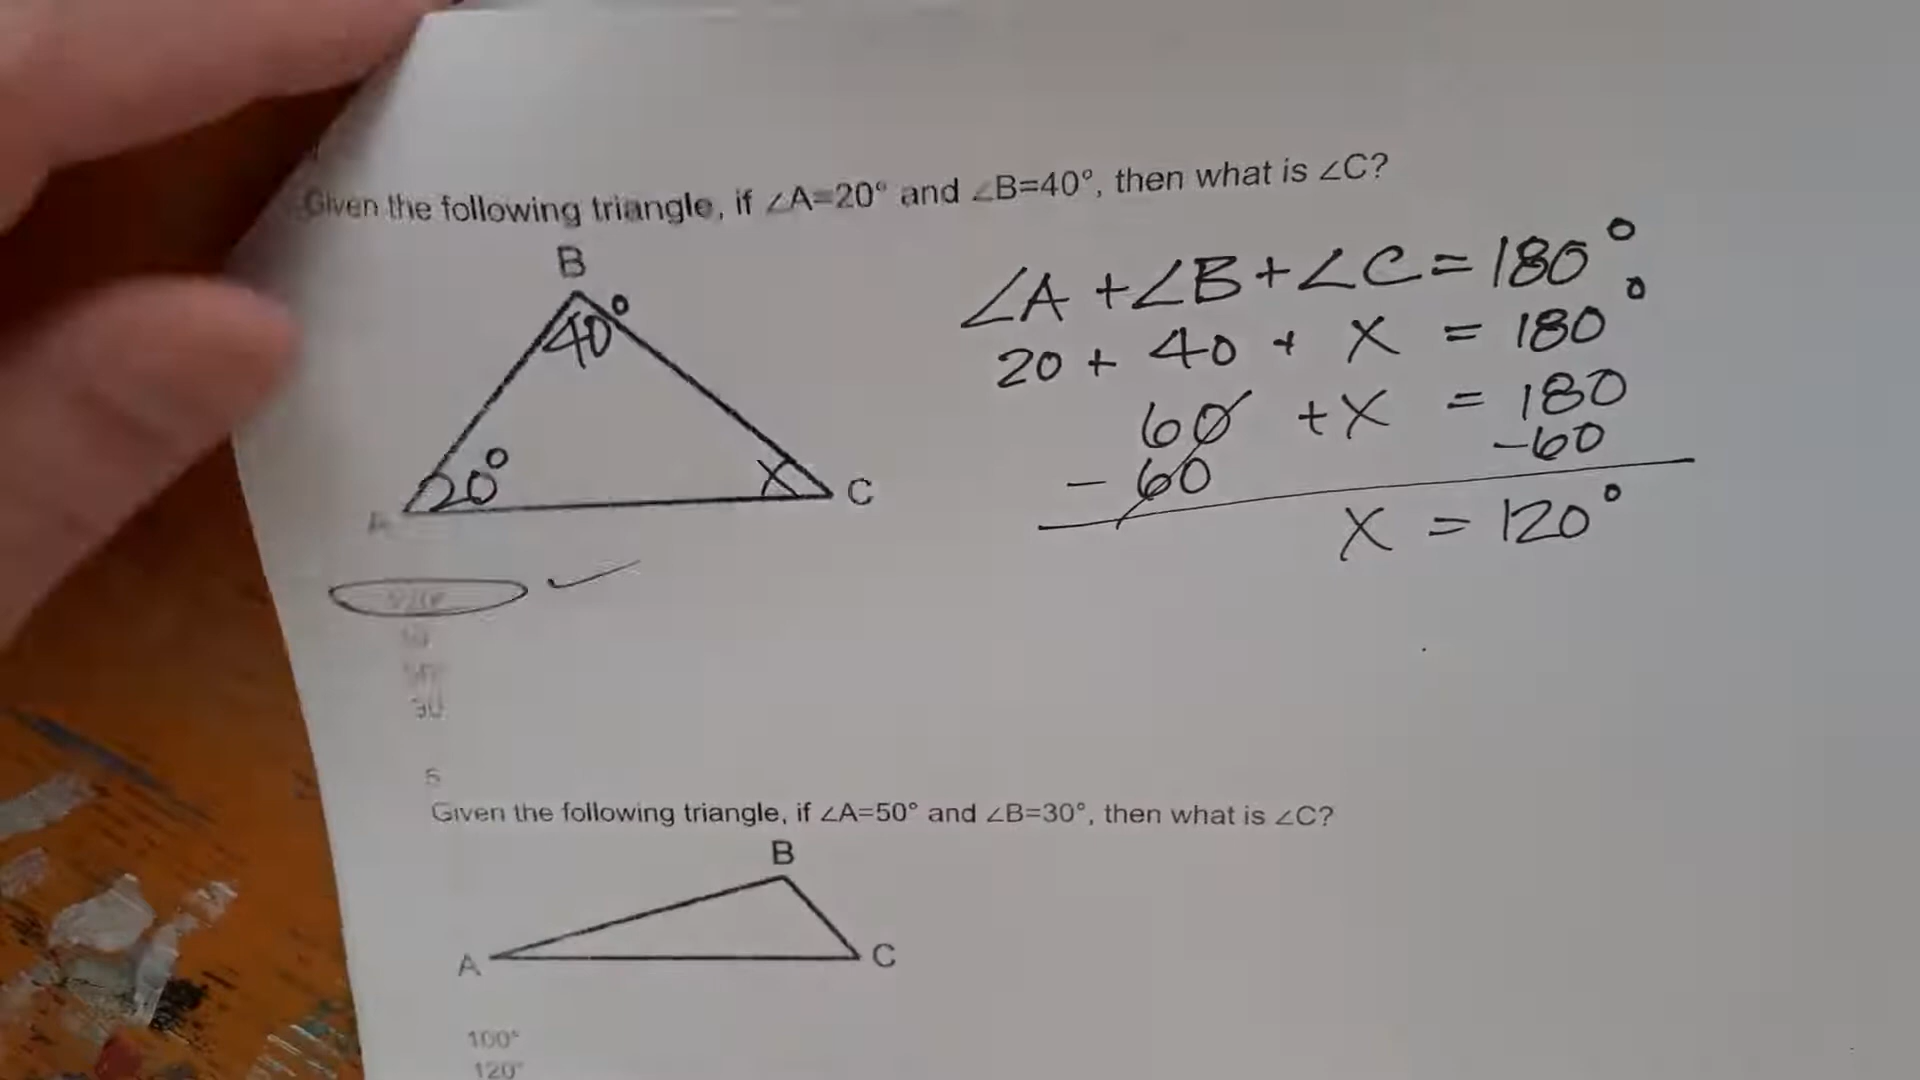 Given the following triangle, if ∠A=20° and ∠B=40°, then what is ∠C?
B
40°
20°
x
A
C
∠A + ∠B + ∠C = 180°
20 + 40 + x = 180°
60 + x = 180
- 60 -60
x = 120°
30
5
Given the following triangle, if ∠A=50° and ∠B=30°, then what is ∠C?
B
A
C
100°
120°